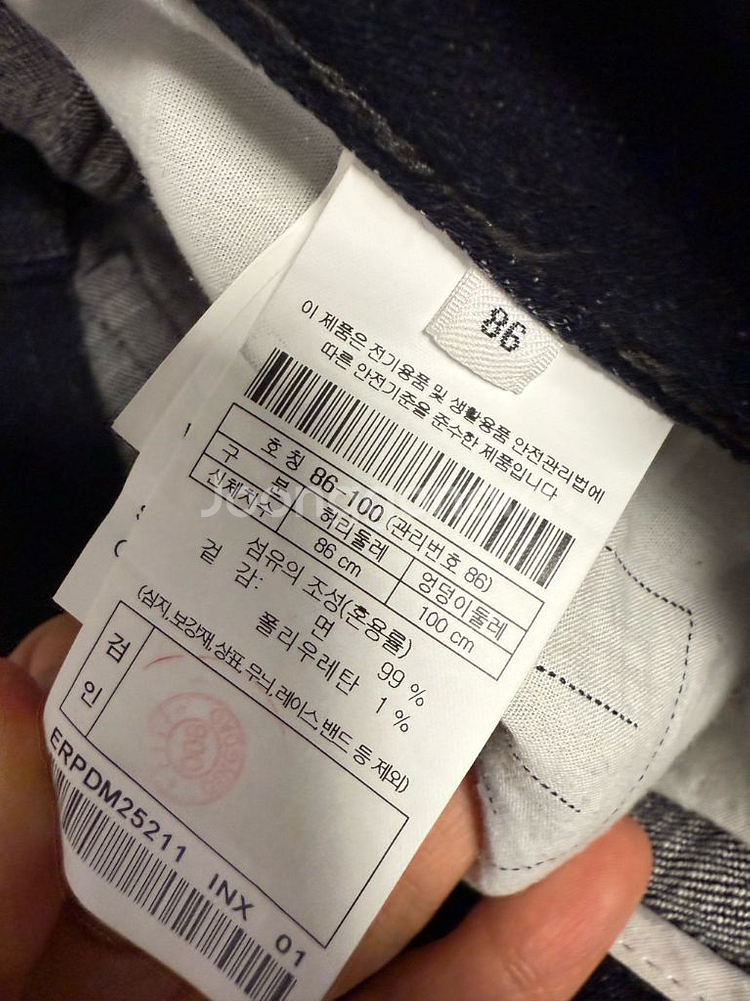 86
이 제품은 전기용품 및 생활용품 안전관리법에
따른 안전기준을 준수한 제품입니다
호칭 86-100 (관리번호 86)
구 분 허리둘레 엉덩이둘레
신체치수 86 cm 100 cm
섬유의 조성(혼용률)
겉 감: 면 99 %
폴리우레탄 1 %
(심지, 보강재, 상표, 무늬, 레이스, 밴드 등 제외)
검
인
ERPDM25211 INX 01